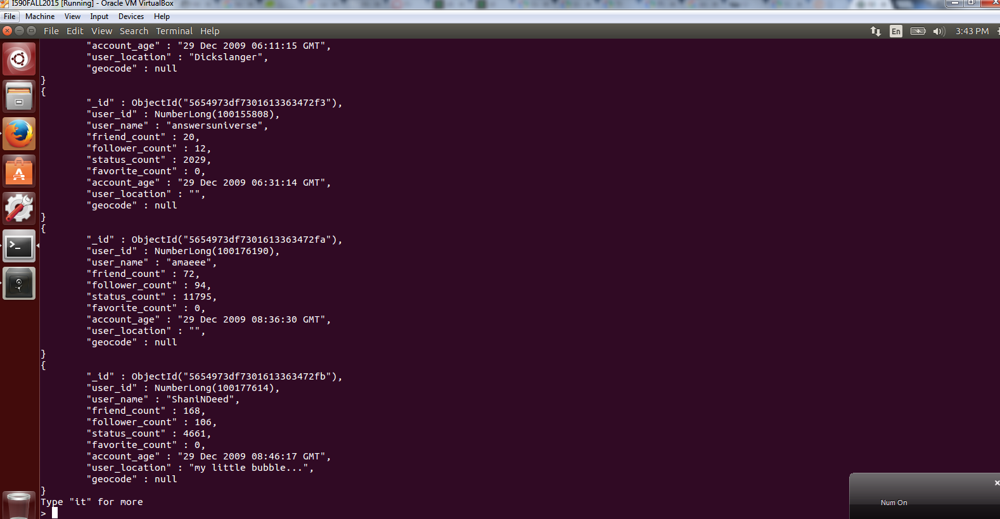 I590FALL2015 [Running] - Oracle VM VirtualBox
File Machine View Input Devices Help
File Edit View Search Terminal Help En 3:43 PM
"account_age" : "29 Dec 2009 06:11:15 GMT",
"user_location" : "Dickslanger",
"geocode" : null
}
{
"_id" : ObjectId("5654973df7301613363472f3"),
"user_id" : NumberLong(100155808),
"user_name" : "answersuniverse",
"friend_count" : 20,
"follower_count" : 12,
"status_count" : 2029,
"favorite_count" : 0,
"account_age" : "29 Dec 2009 06:31:14 GMT",
"user_location" : "",
"geocode" : null
}
{
"_id" : ObjectId("5654973df7301613363472fa"),
"user_id" : NumberLong(100176190),
"user_name" : "amaeee",
"friend_count" : 72,
"follower_count" : 94,
"status_count" : 11795,
"favorite_count" : 0,
"account_age" : "29 Dec 2009 08:36:30 GMT",
"user_location" : "",
"geocode" : null
}
{
"_id" : ObjectId("5654973df7301613363472fb"),
"user_id" : NumberLong(100177614),
"user_name" : "ShaniNDeed",
"friend_count" : 168,
"follower_count" : 106,
"status_count" : 4661,
"favorite_count" : 0,
"account_age" : "29 Dec 2009 08:46:17 GMT",
"user_location" : "my little bubble...",
"geocode" : null
}
Type "it" for more
>
Num On